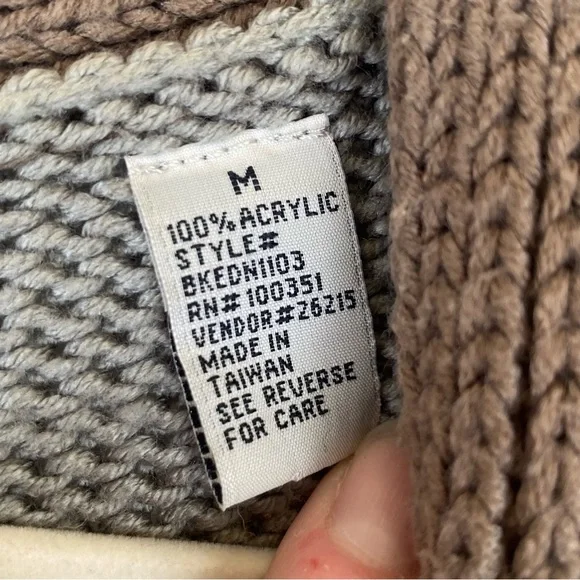 M
100% ACRYLIC
STYLE#
BKEDN1103
RN# 100351
VENDOR#26215
MADE IN
TAIWAN
SEE REVERSE
FOR CARE